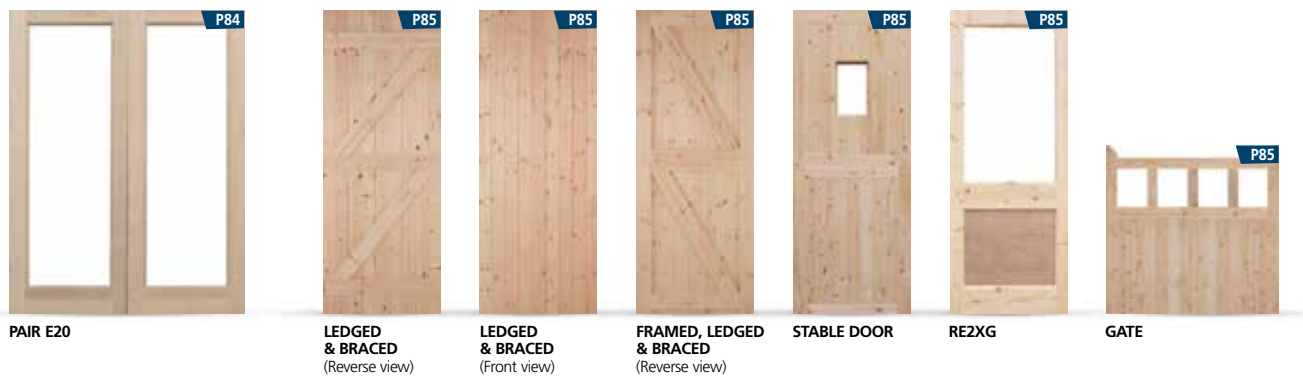 P84
P85
P85
P85
P85
P85
P85
PAIR E20
LEDGED
& BRACED
(Reverse view)
LEDGED
& BRACED
(Front view)
FRAMED, LEDGED
& BRACED
(Reverse view)
STABLE DOOR
RE2XG
GATE